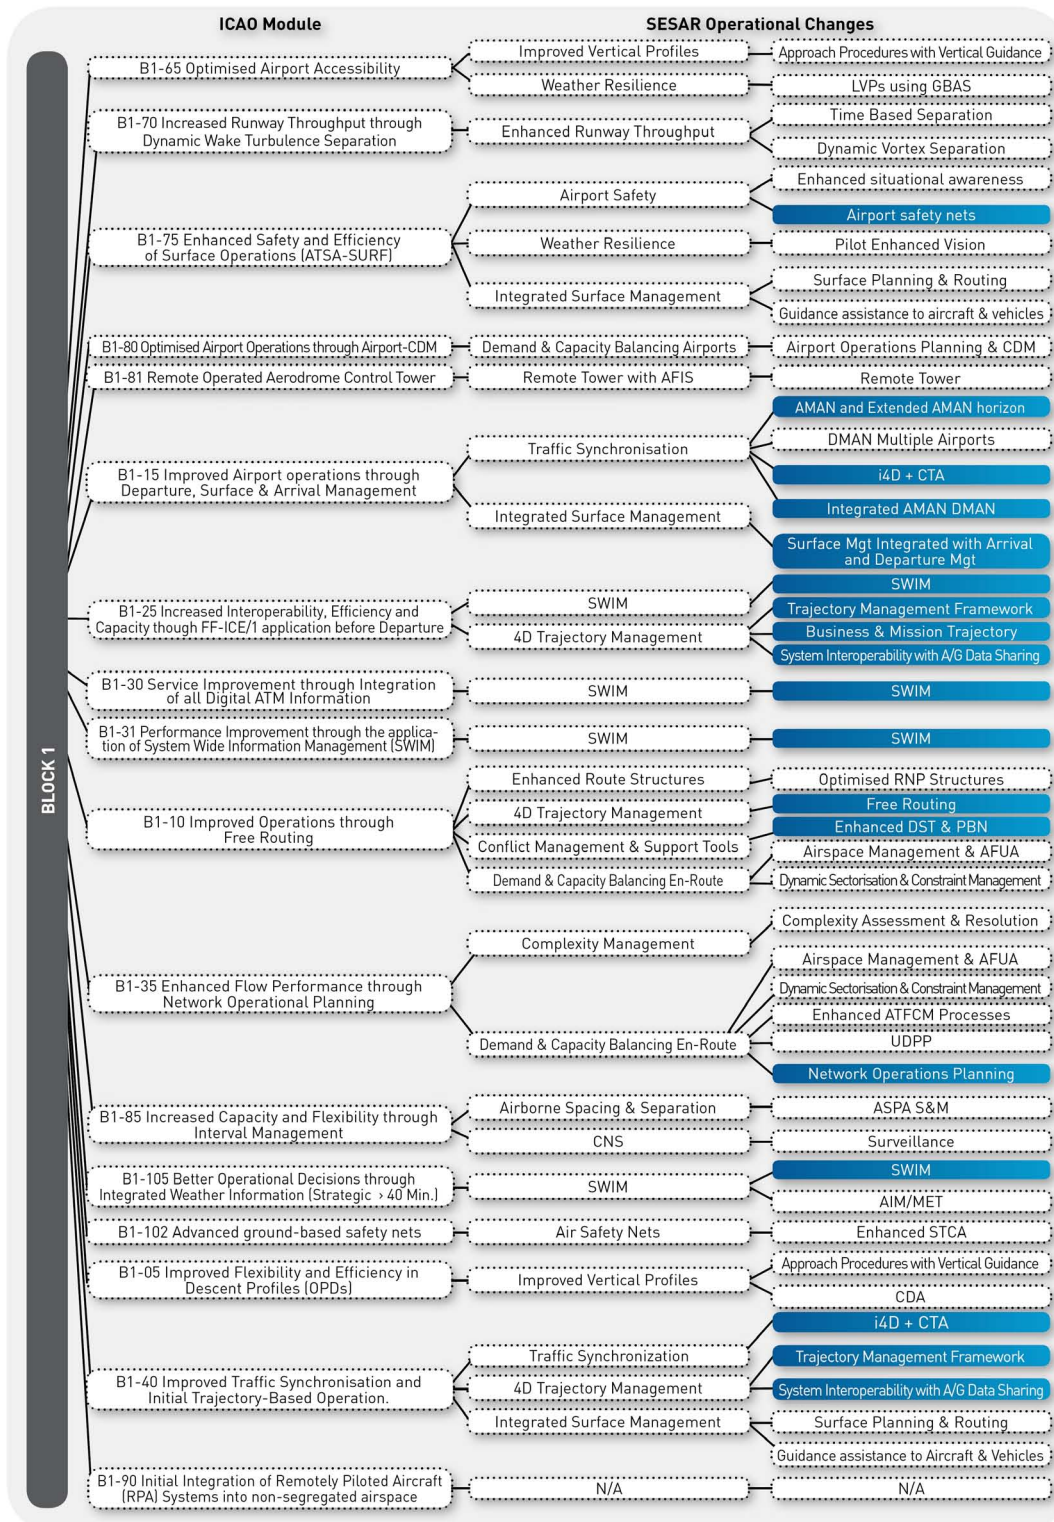 ICAO Module
SESAR Operational Changes
BLOCK 1
B1-65 Optimised Airport Accessibility
Improved Vertical Profiles
Approach Procedures with Vertical Guidance
Weather Resilience
LVPs using GBAS
B1-70 Increased Runway Throughput through
Dynamic Wake Turbulence Separation
Enhanced Runway Throughput
Time Based Separation
Dynamic Vortex Separation
B1-75 Enhanced Safety and Efficiency
of Surface Operations (ATSA-SURF)
Airport Safety
Enhanced situational awareness
Airport safety nets
Weather Resilience
Pilot Enhanced Vision
Integrated Surface Management
Surface Planning & Routing
Guidance assistance to aircraft & vehicles
B1-80 Optimised Airport Operations through Airport-CDM
Demand & Capacity Balancing Airports
Airport Operations Planning & CDM
B1-81 Remote Operated Aerodrome Control Tower
Remote Tower with AFIS
Remote Tower
B1-15 Improved Airport operations through
Departure, Surface & Arrival Management
Traffic Synchronisation
AMAN and Extended AMAN horizon
DMAN Multiple Airports
i4D + CTA
Integrated AMAN DMAN
Integrated Surface Management
Surface Mgt Integrated with Arrival
and Departure Mgt
B1-25 Increased Interoperability, Efficiency and
Capacity though FF-ICE/1 application before Departure
SWIM
SWIM
4D Trajectory Management
Trajectory Management Framework
Business & Mission Trajectory
System Interoperability with A/G Data Sharing
B1-30 Service Improvement through Integration
of all Digital ATM Information
SWIM
SWIM
B1-31 Performance Improvement through the applica-
tion of System Wide Information Management (SWIM)
SWIM
SWIM
B1-10 Improved Operations through
Free Routing
Enhanced Route Structures
Optimised RNP Structures
4D Trajectory Management
Free Routing
Conflict Management & Support Tools
Enhanced DST & PBN
Demand & Capacity Balancing En-Route
Airspace Management & AFUA
Dynamic Sectorisation & Constraint Management
B1-35 Enhanced Flow Performance through
Network Operational Planning
Complexity Management
Complexity Assessment & Resolution
Demand & Capacity Balancing En-Route
Airspace Management & AFUA
Dynamic Sectorisation & Constraint Management
Enhanced ATFCM Processes
UDPP
Network Operations Planning
B1-85 Increased Capacity and Flexibility through
Interval Management
Airborne Spacing & Separation
ASPA S&M
CNS
Surveillance
B1-105 Better Operational Decisions through
Integrated Weather Information (Strategic › 40 Min.)
SWIM
SWIM
AIM/MET
B1-102 Advanced ground-based safety nets
Air Safety Nets
Enhanced STCA
B1-05 Improved Flexibility and Efficiency in
Descent Profiles (OPDs)
Improved Vertical Profiles
Approach Procedures with Vertical Guidance
CDA
B1-40 Improved Traffic Synchronisation and
Initial Trajectory-Based Operation.
Traffic Synchronization
i4D + CTA
4D Trajectory Management
Trajectory Management Framework
System Interoperability with A/G Data Sharing
Integrated Surface Management
Surface Planning & Routing
Guidance assistance to Aircraft & Vehicles
B1-90 Initial Integration of Remotely Piloted Aircraft
(RPA) Systems into non-segregated airspace
N/A
N/A